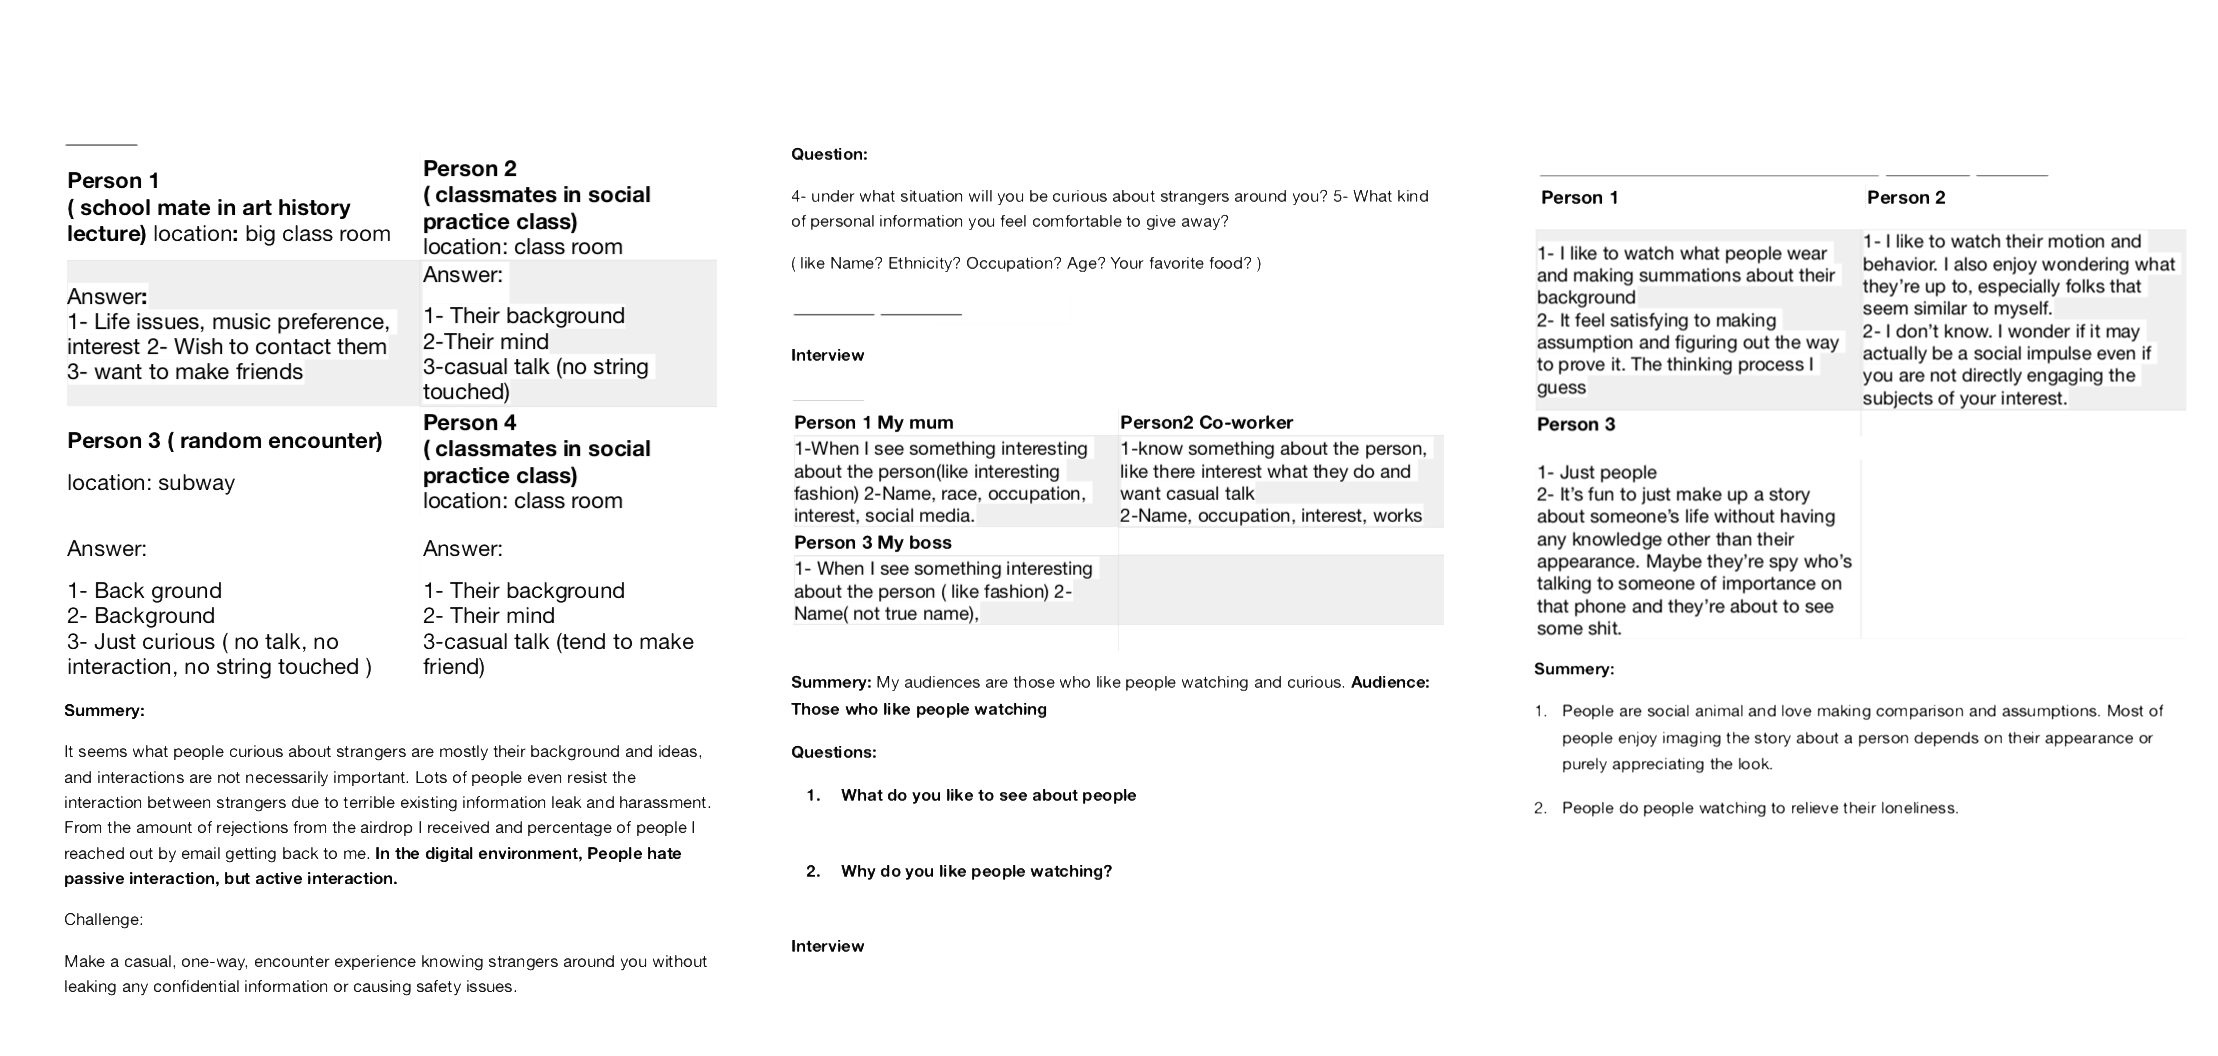 Person 1
( school mate in art history
lecture) location: big class room
Person 2
( classmates in social
practice class)
location: class room
Answer:
1- Life issues, music preference,
interest 2- Wish to contact them
3- want to make friends
Answer:
1- Their background
2-Their mind
3-casual talk (no string
touched)
Person 3 ( random encounter)
location: subway
Person 4
( classmates in social
practice class)
location: class room
Answer:
1- Back ground
2- Background
3- Just curious ( no talk, no
interaction, no string touched )
Answer:
1- Their background
2- Their mind
3-casual talk (tend to make
friend)
Summery:
It seems what people curious about strangers are mostly their background and ideas,
and interactions are not necessarily important. Lots of people even resist the
interaction between strangers due to terrible existing information leak and harassment.
From the amount of rejections from the airdrop I received and percentage of people I
reached out by email getting back to me. In the digital environment, People hate
passive interaction, but active interaction.
Challenge:
Make a casual, one-way, encounter experience knowing strangers around you without
leaking any confidential information or causing safety issues.
Question:
4- under what situation will you be curious about strangers around you? 5- What kind
of personal information you feel comfortable to give away?
( like Name? Ethnicity? Occupation? Age? Your favorite food? )
Interview
Person 1 My mum
Person2 Co-worker
1-When I see something interesting
about the person(like interesting
fashion) 2-Name, race, occupation,
interest, social media.
1-know something about the person,
like there interest what they do and
want casual talk
2-Name, occupation, interest, works
Person 3 My boss
1- When I see something interesting
about the person ( like fashion) 2-
Name( not true name),
Summery: My audiences are those who like people watching and curious. Audience:
Those who like people watching
Questions:
1. What do you like to see about people
2. Why do you like people watching?
Interview
Person 1
Person 2
1- I like to watch what people wear
and making summations about their
background
2- It feel satisfying to making
assumption and figuring out the way
to prove it. The thinking process I
guess
1- I like to watch their motion and
behavior. I also enjoy wondering what
they’re up to, especially folks that
seem similar to myself.
2- I don’t know. I wonder if it may
actually be a social impulse even if
you are not directly engaging the
subjects of your interest.
Person 3
1- Just people
2- It’s fun to just make up a story
about someone’s life without having
any knowledge other than their
appearance. Maybe they’re spy who’s
talking to someone of importance on
that phone and they’re about to see
some shit.
Summery:
1. People are social animal and love making comparison and assumptions. Most of
people enjoy imaging the story about a person depends on their appearance or
purely appreciating the look.
2. People do people watching to relieve their loneliness.